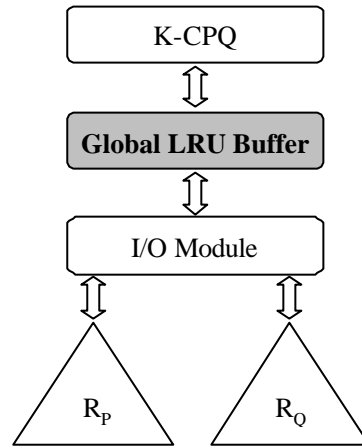 K-CPQ
Global LRU Buffer
I/O Module
R_P R_Q